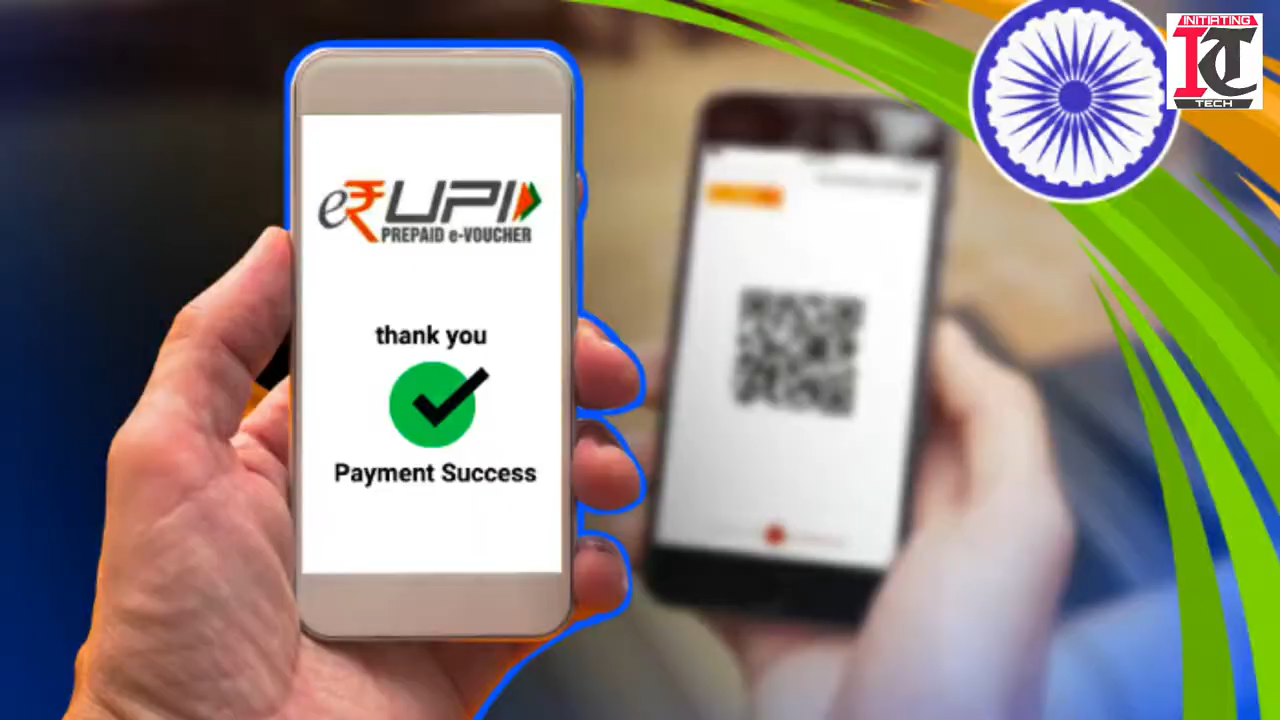 e₹UPI
PREPAID e-VOUCHER
thank you
Payment Success
INITIATING
IT
TECH